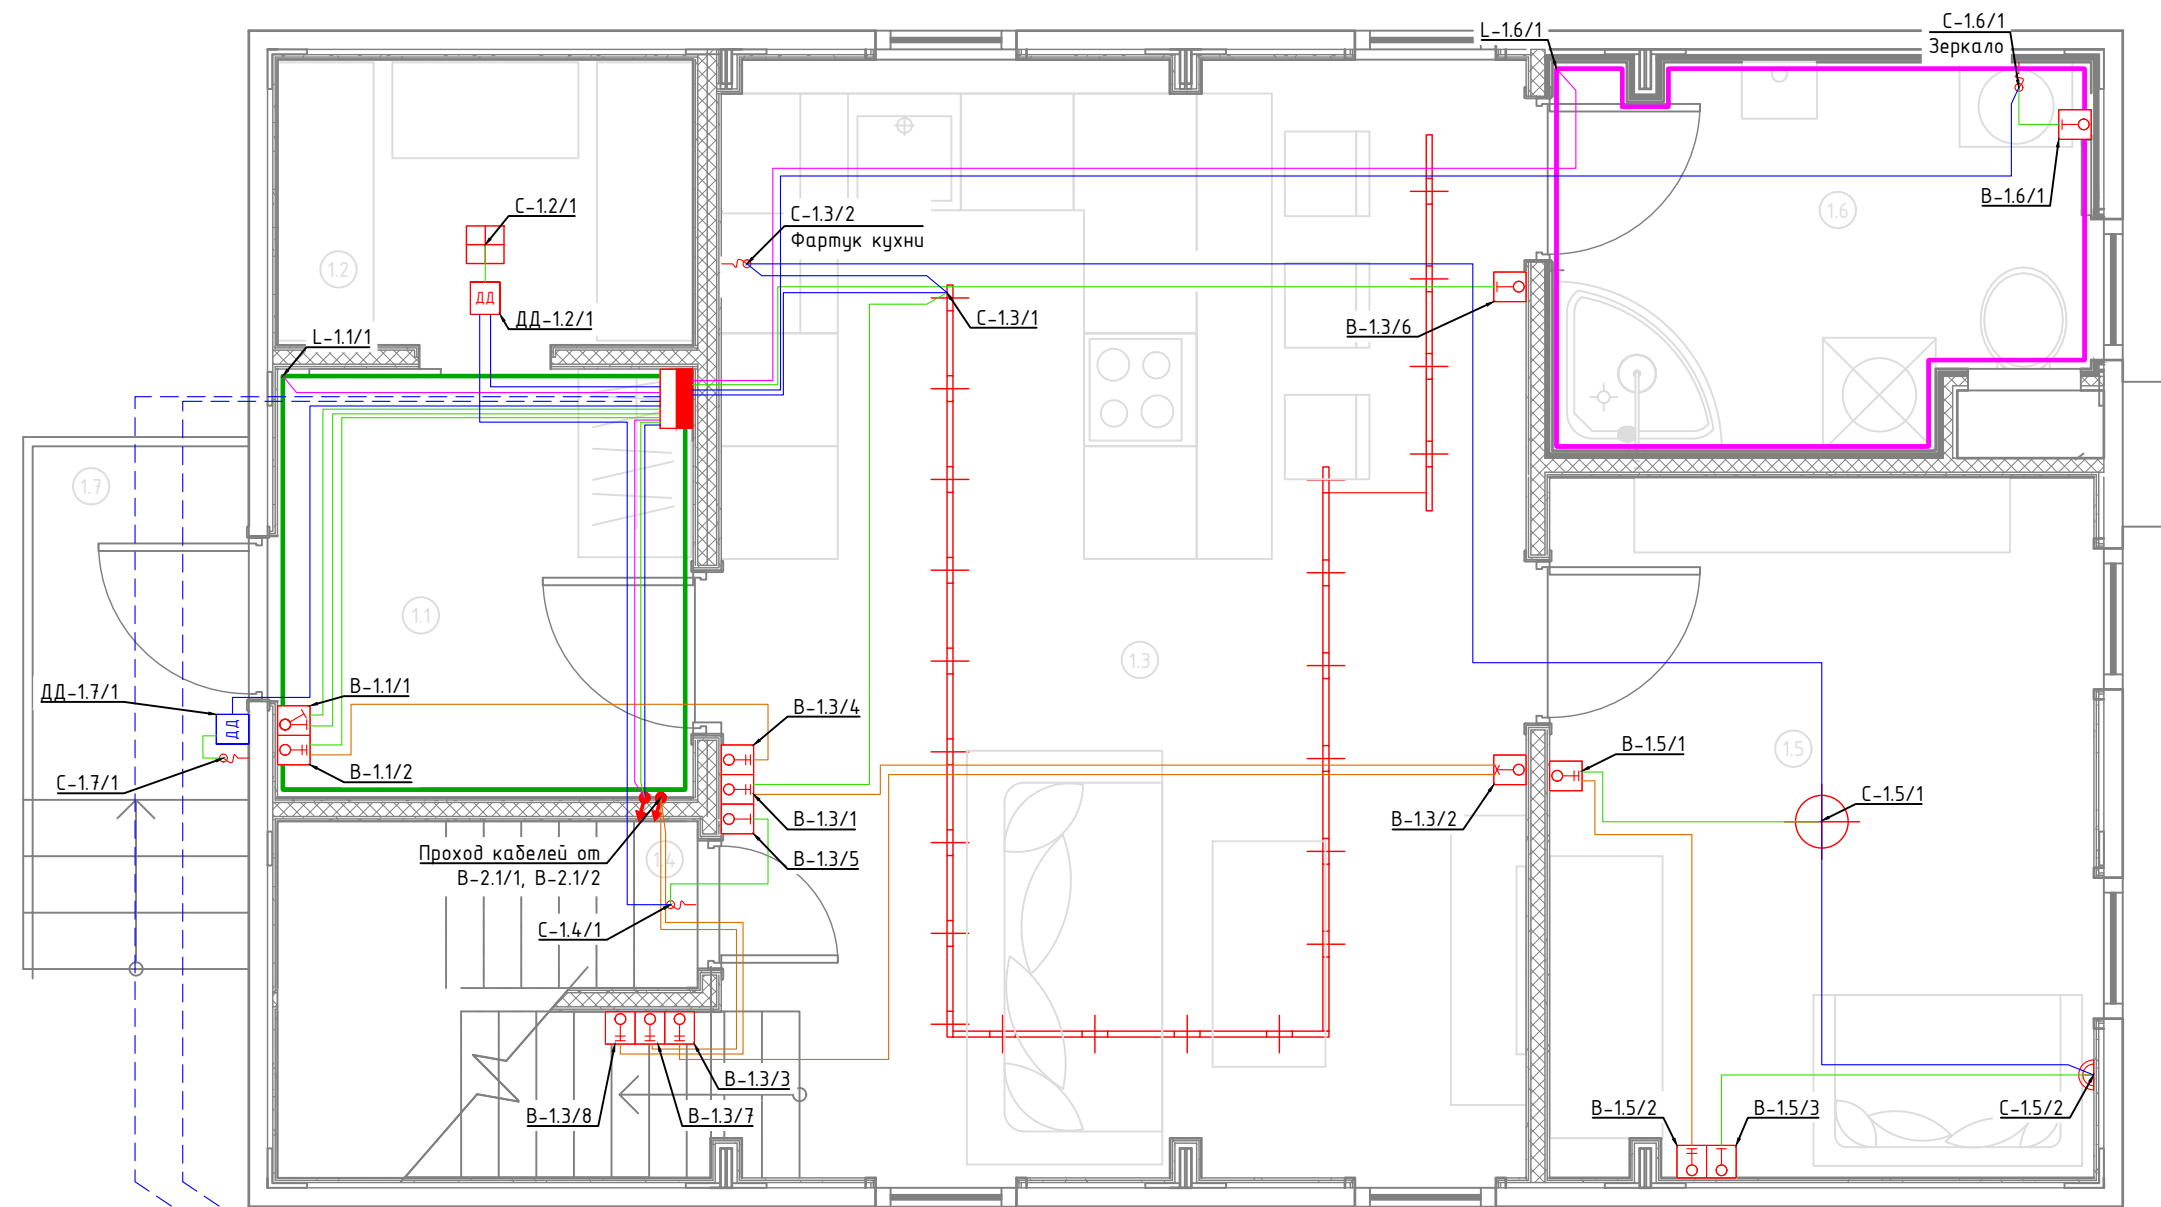 C-1.6/1
L-1.6/1
Зеркало
C-1.2/1
B-1.6/1
1.6
C-1.3/2
Фартук кухни
1.2
ДД
ДД-1.2/1
C-1.3/1
B-1.3/6
L-1.1/1
1.7
1.1
1.3
ДД-1.7/1
B-1.1/1
B-1.3/4
ДД
1.5
B-1.5/1
B-1.1/2
C-1.7/1
C-1.5/1
B-1.3/1
B-1.3/2
Проход кабелей от
B-2.1/1, B-2.1/2
1.4
B-1.3/5
C-1.4/1
B-1.3/3
B-1.3/8
B-1.3/7
B-1.5/2
B-1.5/3
C-1.5/2